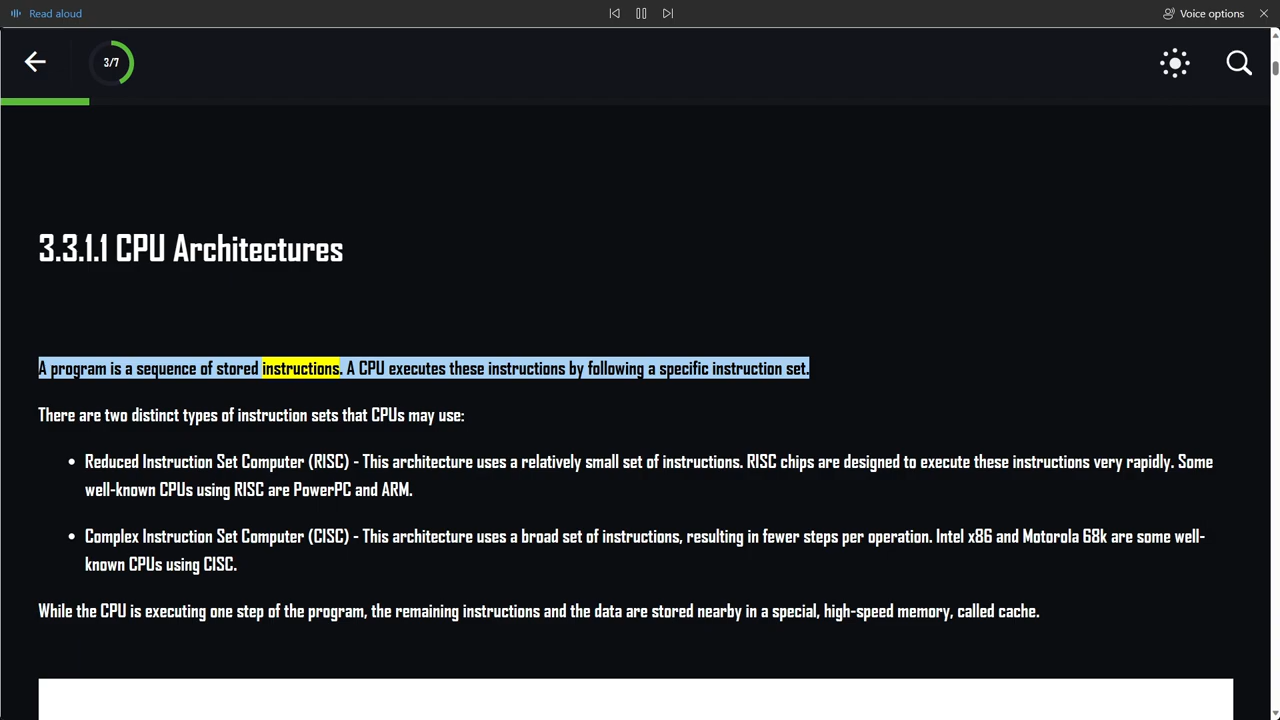 Read aloud
Voice options
3/7
3.3.1.1 CPU Architectures
A program is a sequence of stored instructions. A CPU executes these instructions by following a specific instruction set.
There are two distinct types of instruction sets that CPUs may use:
• Reduced Instruction Set Computer (RISC) - This architecture uses a relatively small set of instructions. RISC chips are designed to execute these instructions very rapidly. Some
well-known CPUs using RISC are PowerPC and ARM.
• Complex Instruction Set Computer (CISC) - This architecture uses a broad set of instructions, resulting in fewer steps per operation. Intel x86 and Motorola 68k are some well-
known CPUs using CISC.
While the CPU is executing one step of the program, the remaining instructions and the data are stored nearby in a special, high-speed memory, called cache.